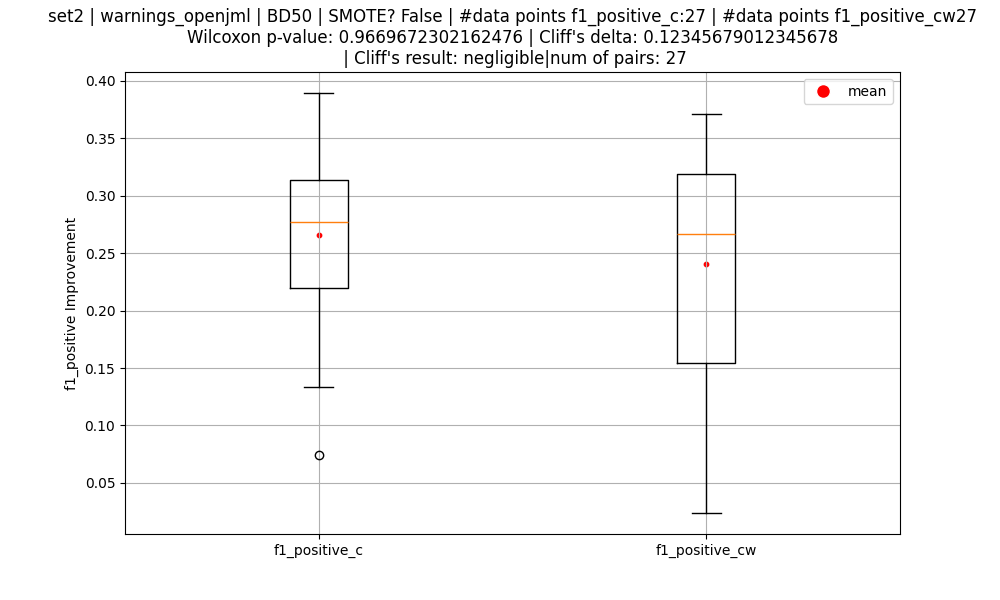 set2 | warnings_openjml | BD50 | SMOTE? False | #data points f1_positive_c:27 | #data points f1_positive_cw27
Wilcoxon p-value: 0.9669672302162476 | Cliff's delta: 0.12345679012345678
| Cliff's result: negligible|num of pairs: 27
mean
f1_positive Improvement
0.40
0.35
0.30
0.25
0.20
0.15
0.10
0.05
f1_positive_c
f1_positive_cw